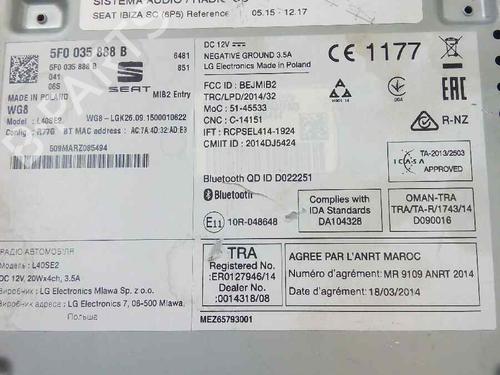 SISTEMA AUDIO / RADIO CD
SEAT IBIZA SC (6P5) Reference 05.15 - 12.17
5F0 035 888 B 6481
5F0 035 888 B 851
041
06S
SEAT
MADE IN POLAND MIB2 Entry
WG8 WG8 - LGK26.09.1500010622
Model : L40SE2
Config : R77G BT MAC address : AC:7A:4D:32:AD:E3
509MARZ085494
DC 12V
NEGATIVE GROUND 3.5A
LG Electronics Made in Poland
CE 1177
FCC ID : BEJMIB2
TRC/LPD/2014/32
MoC : 51-45533
CNC : C-14151
IFT : RCPSEL414-1924
CMIIT ID : 2014DJ5424
EAC
R-NZ
ICASA
TA-2013/2503
APPROVED
Bluetooth QD ID D022251
Bluetooth
E11 10R-048648
Complies with
IDA Standards
DA104328
OMAN-TRA
TRA/TA-R/1743/14
D090016
РАДІО АВТОМОБІЛЯ
Модель : L40SE2
DC 12V, 20Wx4ch, 3.5A
Виробник : LG Electronics Mlawa Sp. z o.o.
Адреса виробника : LG Electronics 7, 06-500 Mlawa,
Польща
TRA
Registered No.
:ER0127946/14
Dealer No.
:0014318/08
AGREE PAR L'ANRT MAROC
Numéro d'agrément : MR 9109 ANRT 2014
Date d'agrément : 18/03/2014
MEZ65793001